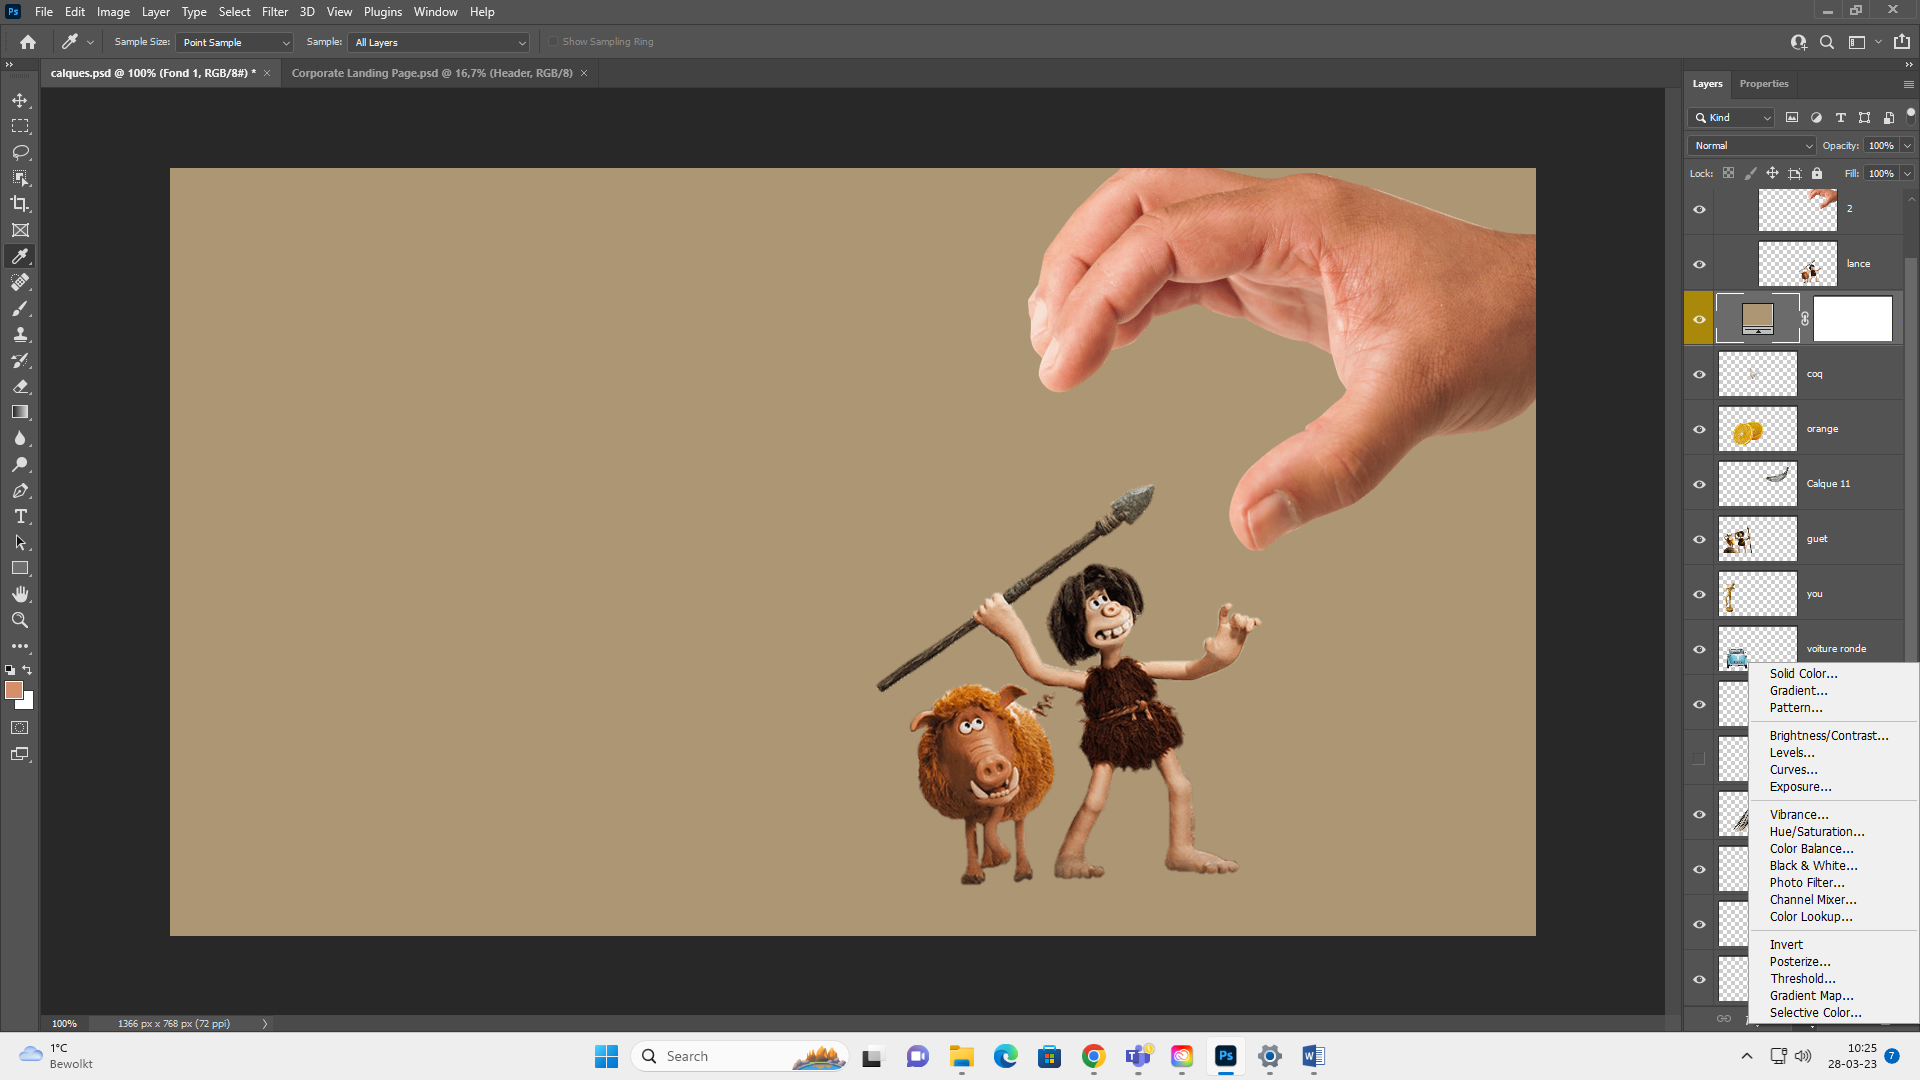 Ps File Edit Image Layer Type Select Filter 3D View Plugins Window Help
Sample Size: Point Sample Sample: All Layers Show Sampling Ring
calques.psd @ 100% (Fond 1, RGB/8#) * × Corporate Landing Page.psd @ 16,7% (Header, RGB/8) ×
Layers Properties
Kind
Normal Opacity: 100%
Lock: Fill: 100%
2
lance
coq
orange
Calque 11
guet
you
voiture ronde
Solid Color...
Gradient...
Pattern...
Brightness/Contrast...
Levels...
Curves...
Exposure...
Vibrance...
Hue/Saturation...
Color Balance...
Black & White...
Photo Filter...
Channel Mixer...
Color Lookup...
Invert
Posterize...
Threshold...
Gradient Map...
Selective Color...
100% 1366 px x 768 px (72 ppi)
1°C
Bewolkt
Search
Ps
10:25
28-03-23
7